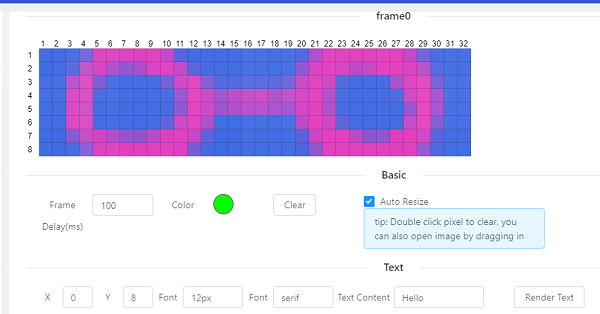 frame0
1 2 3 4 5 6 7 8 9 10 11 12 13 14 15 16 17 18 19 20 21 22 23 24 25 26 27 28 29 30 31 32
1
2
3
4
5
6
7
8
Basic
Frame Delay(ms) 100 Color Clear
Auto Resize
tip: Double click pixel to clear, you
can also open image by dragging in
Text
X 0 Y 8 Font 12px Font serif Text Content Hello Render Text